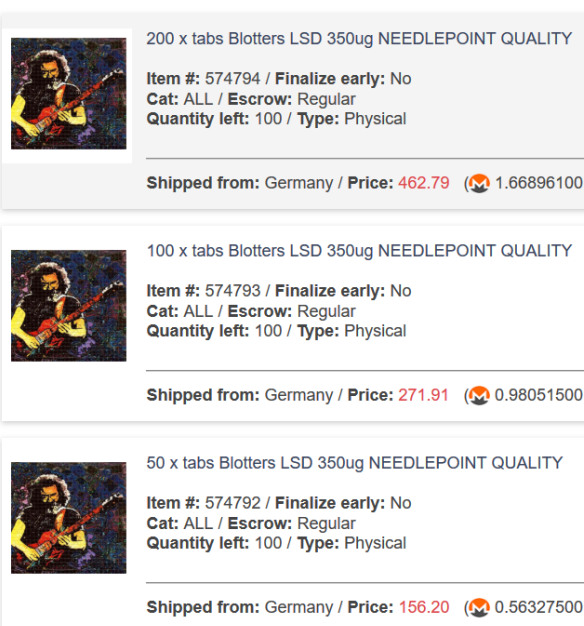 200 x tabs Blotters LSD 350ug NEEDLEPOINT QUALITY
Item #: 574794 / Finalize early: No
Cat: ALL / Escrow: Regular
Quantity left: 100 / Type: Physical
Shipped from: Germany / Price: 462.79 ( 1.66896100
100 x tabs Blotters LSD 350ug NEEDLEPOINT QUALITY
Item #: 574793 / Finalize early: No
Cat: ALL / Escrow: Regular
Quantity left: 100 / Type: Physical
Shipped from: Germany / Price: 271.91 ( 0.98051500
50 x tabs Blotters LSD 350ug NEEDLEPOINT QUALITY
Item #: 574792 / Finalize early: No
Cat: ALL / Escrow: Regular
Quantity left: 100 / Type: Physical
Shipped from: Germany / Price: 156.20 ( 0.56327500